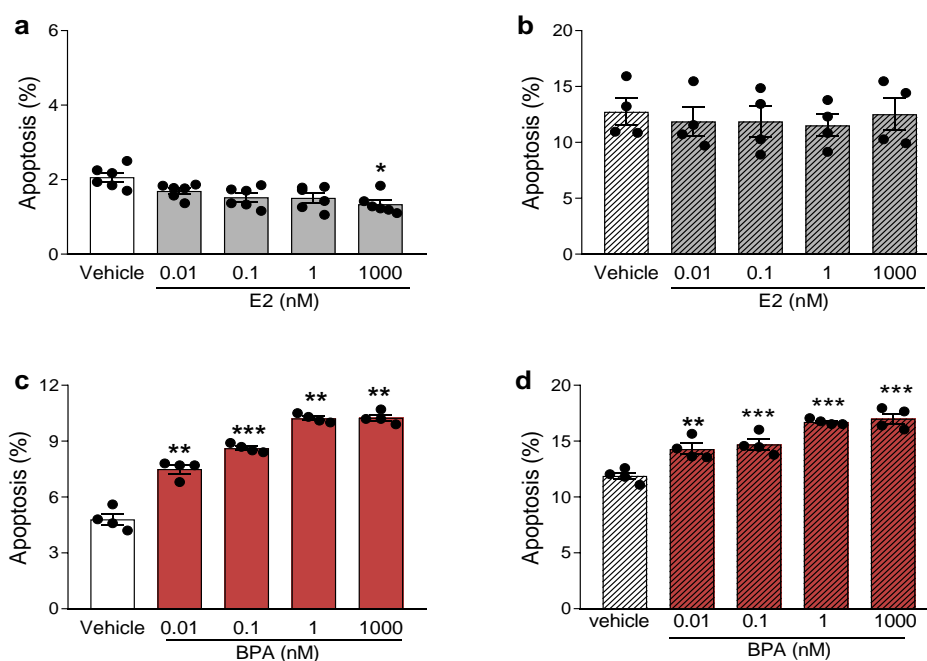 a
6
4
2
0
Apoptosis (%)
*
Vehicle 0.01 0.1 1 1000
E2 (nM)
b
20
15
10
5
0
Apoptosis (%)
Vehicle 0.01 0.1 1 1000
E2 (nM)
c
12
9
6
3
0
Apoptosis (%)
** *** ** **
Vehicle 0.01 0.1 1 1000
BPA (nM)
d
20
15
10
5
0
Apoptosis (%)
** *** *** ***
vehicle 0.01 0.1 1 1000
BPA (nM)